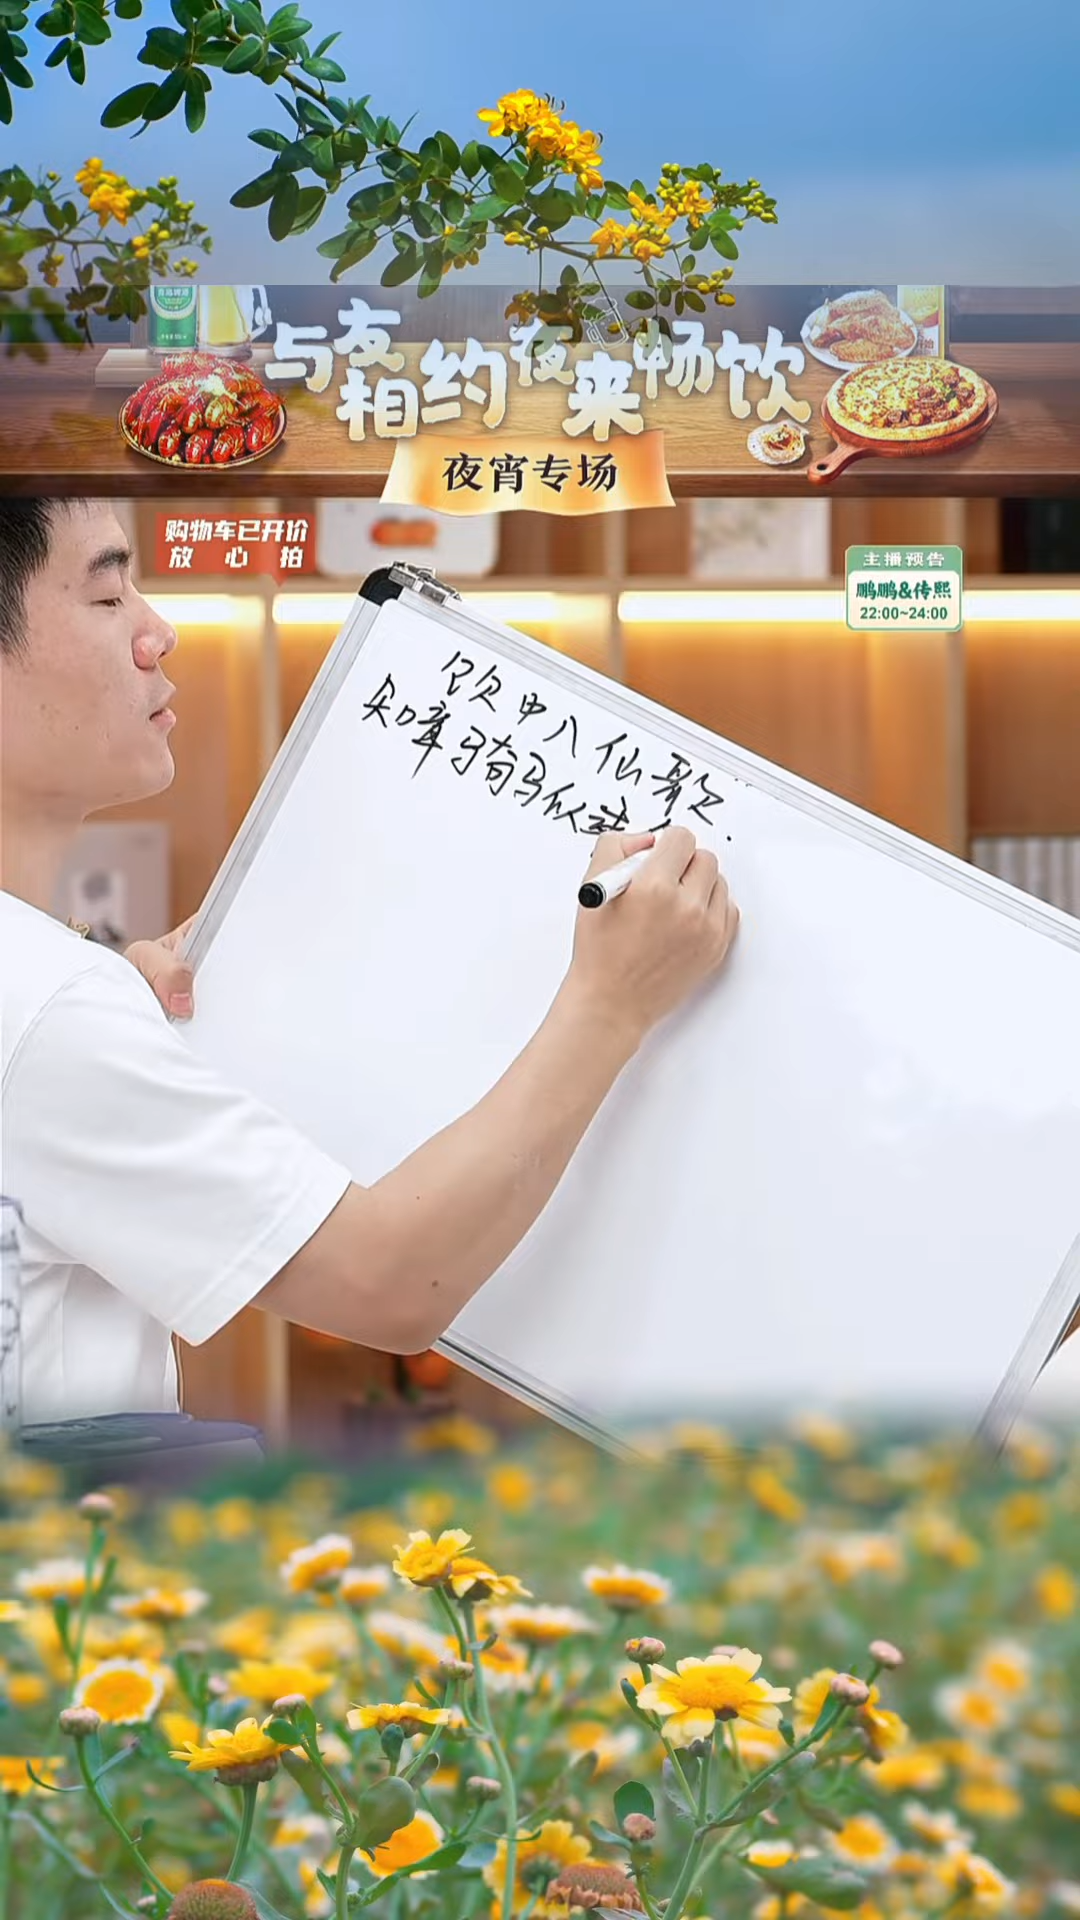 与友相约夜来畅饮
夜宵专场
购物车已开价
放心拍
主播预告
鹏鹏&传熙
22:00~24:00
饮中八仙歌
知章骑马似